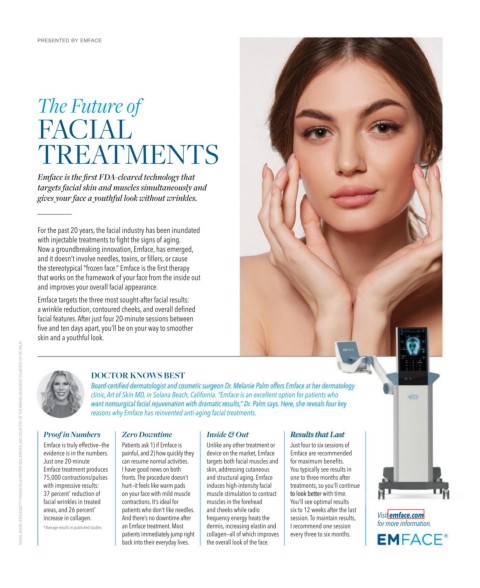 PRESENTED BY EMFACE
The Future of
FACIAL
TREATMENTS
Emface is the first FDA-cleared technology that
targets facial skin and muscles simultaneously and
gives your face a youthful look without wrinkles.
For the past 20 years, the facial industry has been inundated
with injectable treatments to fight the signs of aging.
Now a groundbreaking innovation, Emface, has emerged,
and it doesn't involve needles, toxins, or fillers, or cause
the stereotypical "frozen face." Emface is the first therapy
that works on the framework of your face from the inside out
and improves your overall facial appearance.
Emface targets the three most sought-after facial results:
a wrinkle reduction, contoured cheeks, and overall defined
facial features. After just four 20-minute sessions between
five and ten days apart, you'll be on your way to smoother
skin and a youthful look.
DOCTOR KNOWS BEST
Board-certified dermatologist and cosmetic surgeon Dr. Melanie Palm offers Emface at her dermatology
clinic, Art of Skin MD, in Solana Beach, California. "Emface is an excellent option for patients who
want nonsurgical facial rejuvenation with dramatic results," Dr. Palm says. Here, she reveals four key
reasons why Emface has reinvented anti-aging facial treatments.
Proof in Numbers
Emface is truly effective–the
evidence is in the numbers.
Just one 20-minute
Emface treatment produces
75,000 contractions/pulses
with impressive results:
37 percent* reduction of
facial wrinkles in treated
areas, and 26 percent*
increase in collagen.
*Average results in published studies.
Zero Downtime
Patients ask 1) if Emface is
painful, and 2) how quickly they
can resume normal activities.
I have good news on both
fronts. The procedure doesn't
hurt–it feels like warm pads
on your face with mild muscle
contractions. It's ideal for
patients who don't like needles.
And there's no downtime after
an Emface treatment. Most
patients immediately jump right
back into their everyday lives.
Inside & Out
Unlike any other treatment or
device on the market, Emface
targets both facial muscles and
skin, addressing cutaneous
and structural aging. Emface
induces high-intensity facial
muscle stimulation to contract
muscles in the forehead
and cheeks while radio
frequency energy heats the
dermis, increasing elastin and
collagen–all of which improves
the overall look of the face.
Results that Last
Just four to six sessions of
Emface are recommended
for maximum benefits.
You typically see results in
one to three months after
treatments, so you'll continue
to look better with time.
You'll see optimal results
six to 12 weeks after the last
session. To maintain results,
I recommend one session
every three to six months.
Visit emface.com
for more information.
EMFACE®